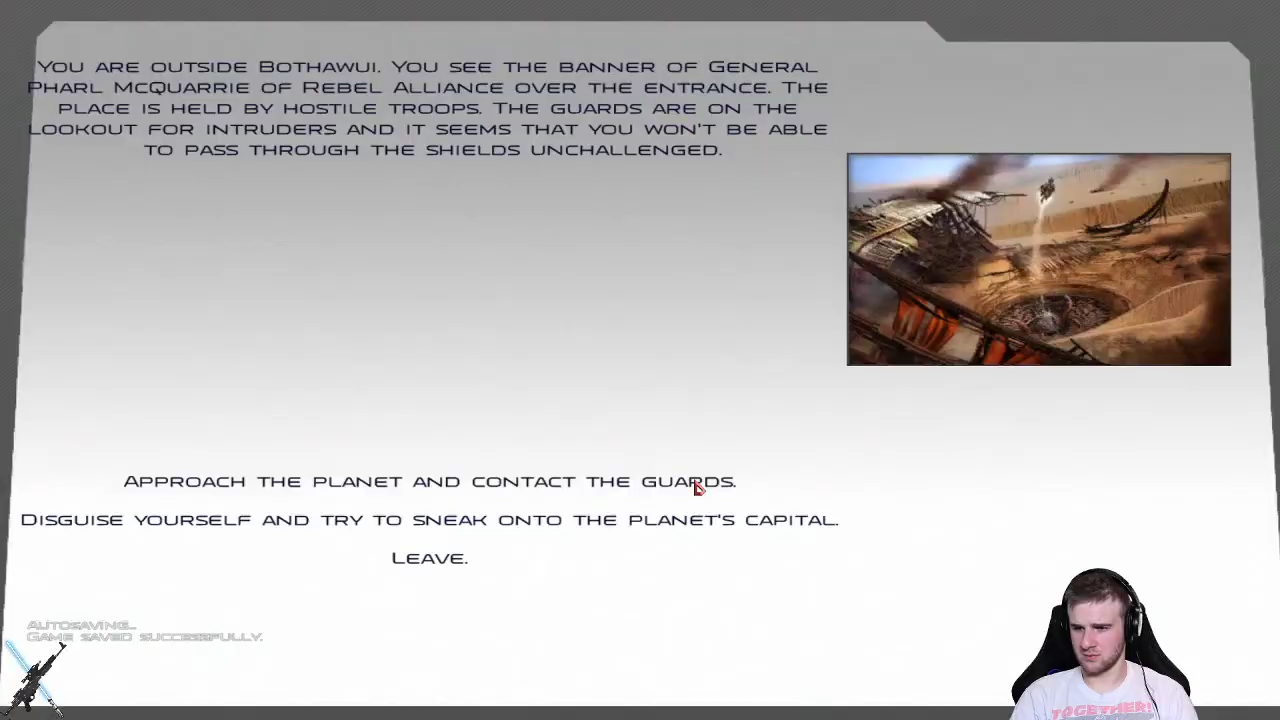 You are outside Bothawui. You see the banner of General
Pharl McQuarrie of Rebel Alliance over the entrance. The
place is held by hostile troops. The guards are on the
lookout for intruders and it seems that you won't be able
to pass through the shields unchallenged.
Approach the planet and contact the guards.
Disguise yourself and try to sneak onto the planet's capital.
Leave.
Autosaving...
Game saved successfully.
TOGETHER!